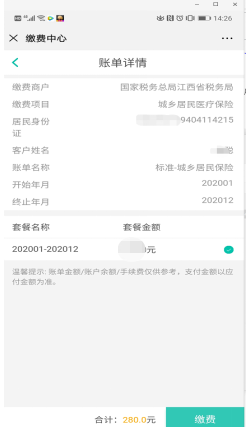 14:26
缴费中心
账单详情
缴费商户 国家税务总局江西省税务局
缴费项目 城乡居民医疗保险
居民身份证 9404114215
客户姓名
账单名称 标准-城乡居民保险
开始年月 202001
终止年月 202012
套餐名称 套餐金额
202001-202012 元
温馨提示: 账单金额/账户余额/手续费仅供参考，支付金额以应
付金额为准。
合计：280.0元 缴费